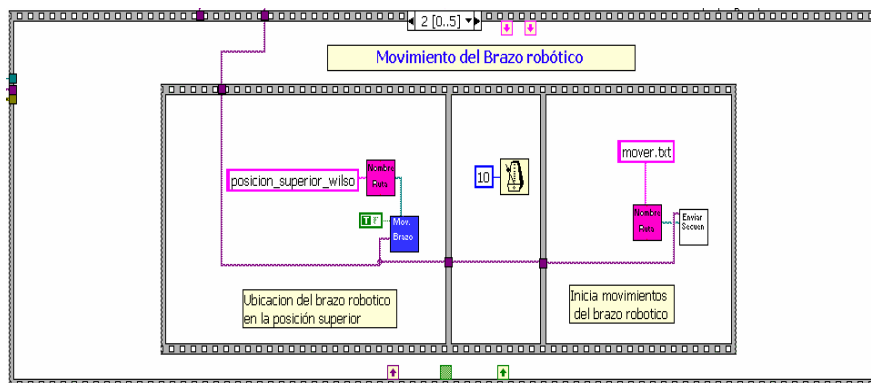 2 [0..5]
Movimiento del Brazo robótico
posicion_superior_wilso
Nombre
Ruta
T F
Mov.
Brazo
Ubicacion del brazo robotico
en la posición superior
10
mover.txt
Nombre
Ruta
Enviar
Secuen
Inicia movimientos
del brazo robotico